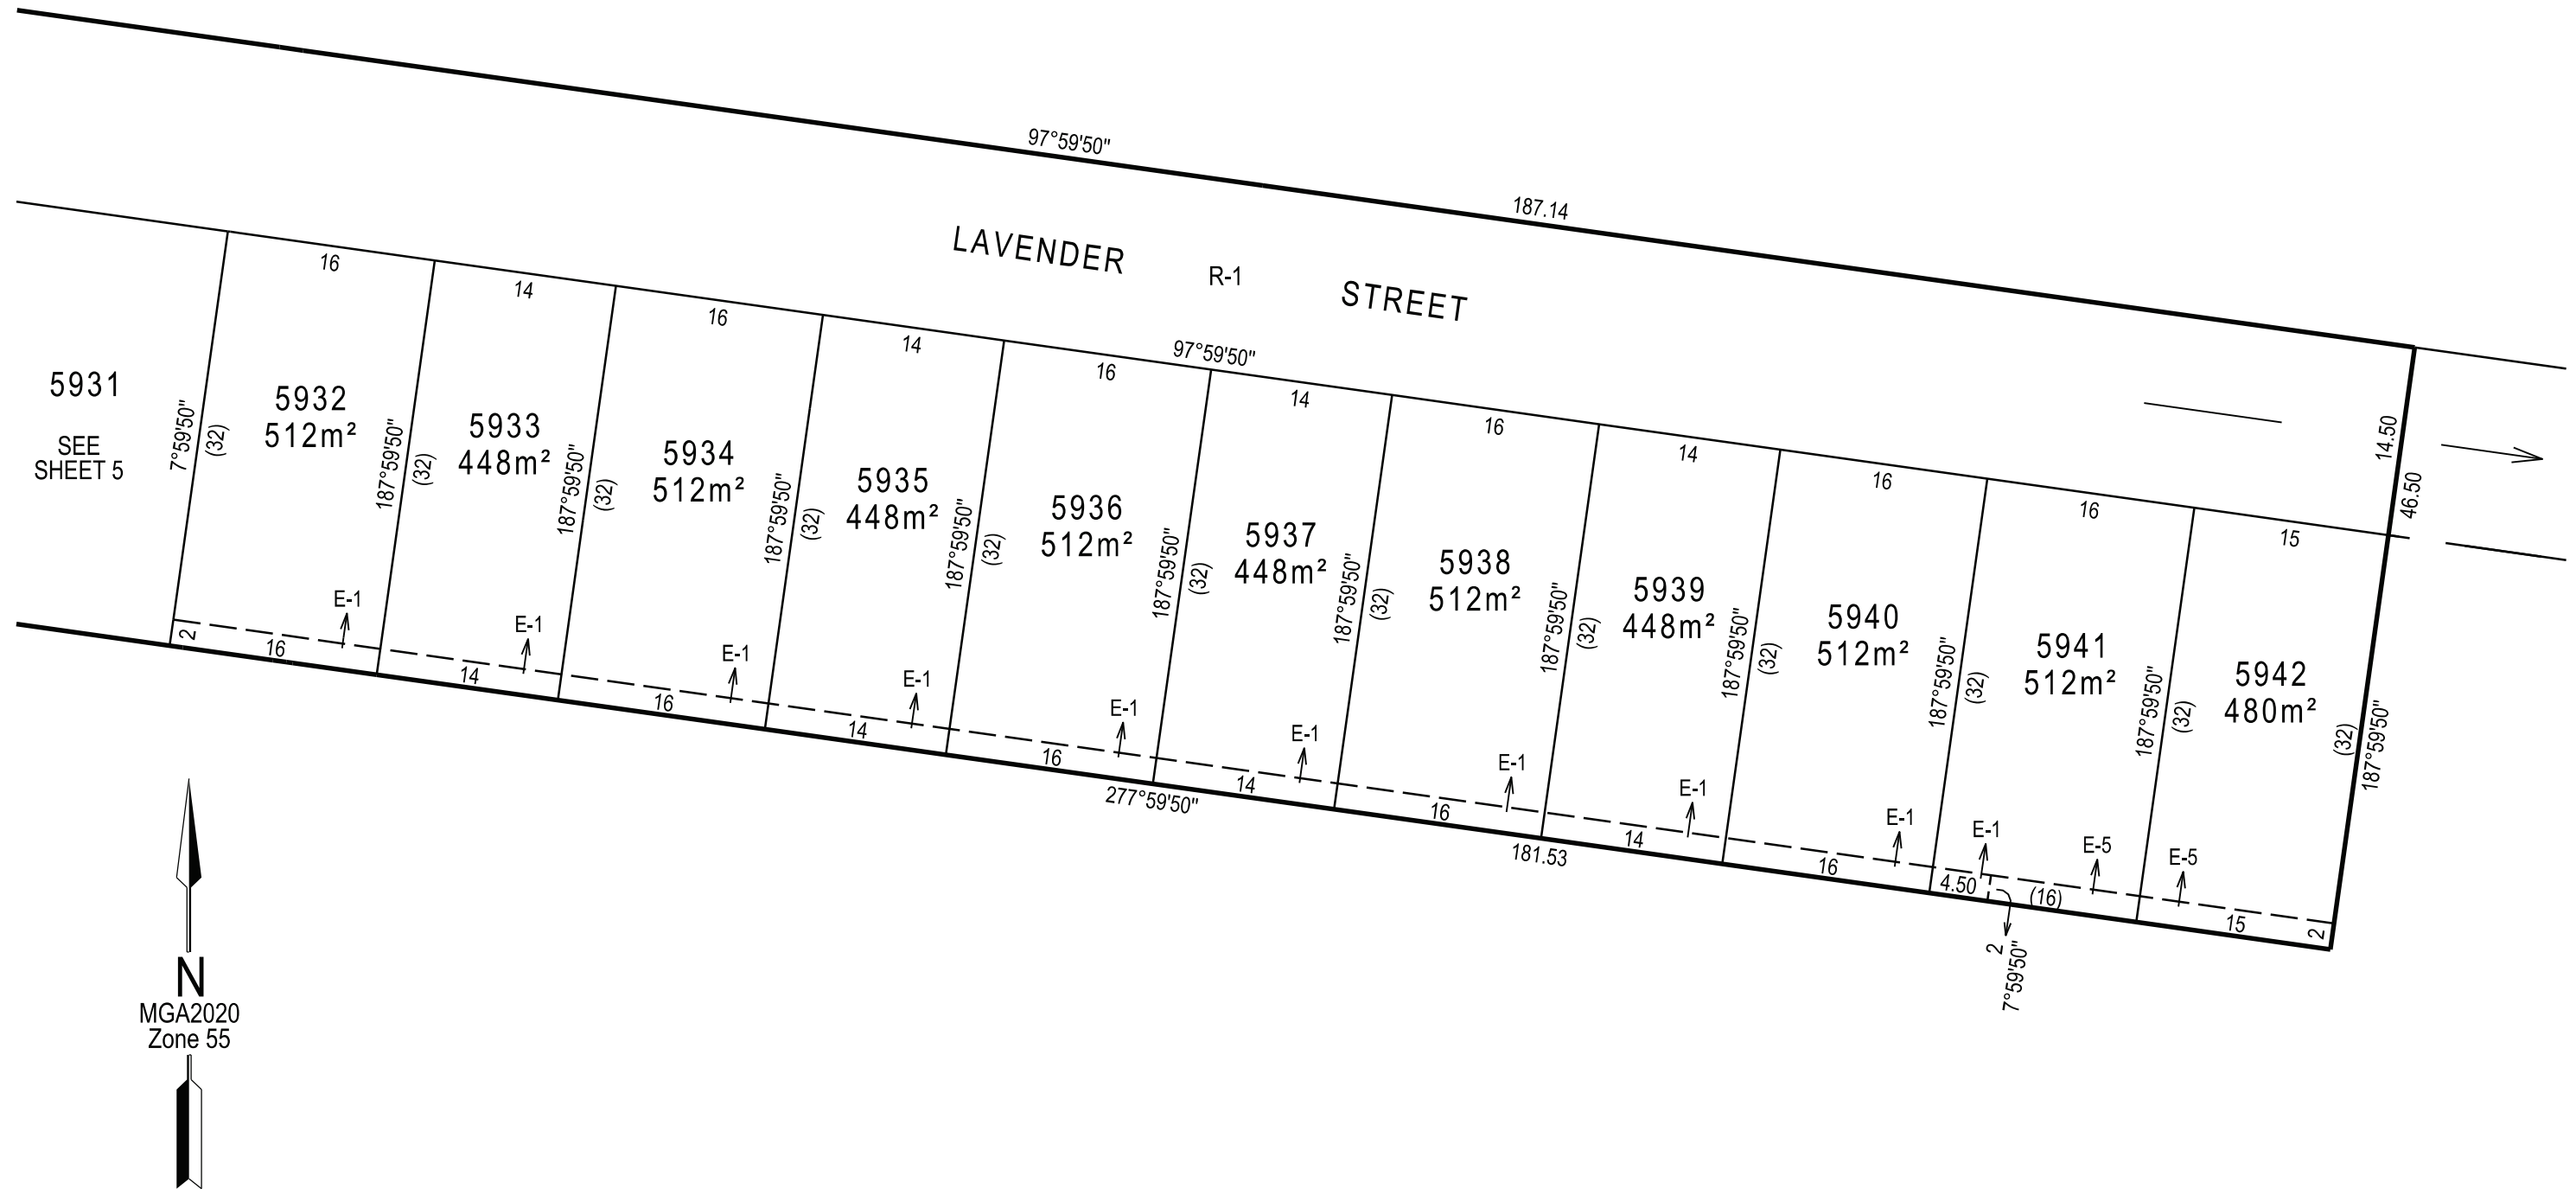 97°59'50"
187.14
LAVENDER R-1 STREET
16
14
16
14
97°59'50"
16
14
16
14
16
16
15
14.50
46.50
5931
SEE
SHEET 5
7°59'50"
(32)
5932
512m²
187°59'50"
(32)
5933
448m²
187°59'50"
(32)
5934
512m²
187°59'50"
(32)
5935
448m²
187°59'50"
(32)
5936
512m²
187°59'50"
(32)
5937
448m²
187°59'50"
(32)
5938
512m²
187°59'50"
(32)
5939
448m²
187°59'50"
(32)
5940
512m²
187°59'50"
(32)
5941
512m²
187°59'50"
(32)
5942
480m²
(32)
187°59'50"
E-1
E-1
E-1
E-1
E-1
E-1
E-1
E-1
E-1
E-1
E-5
E-5
2
16
14
16
14
16
14
16
14
16
4.50
(16)
15
2
277°59'50"
181.53
2
7°59'50"
N
MGA2020
Zone 55